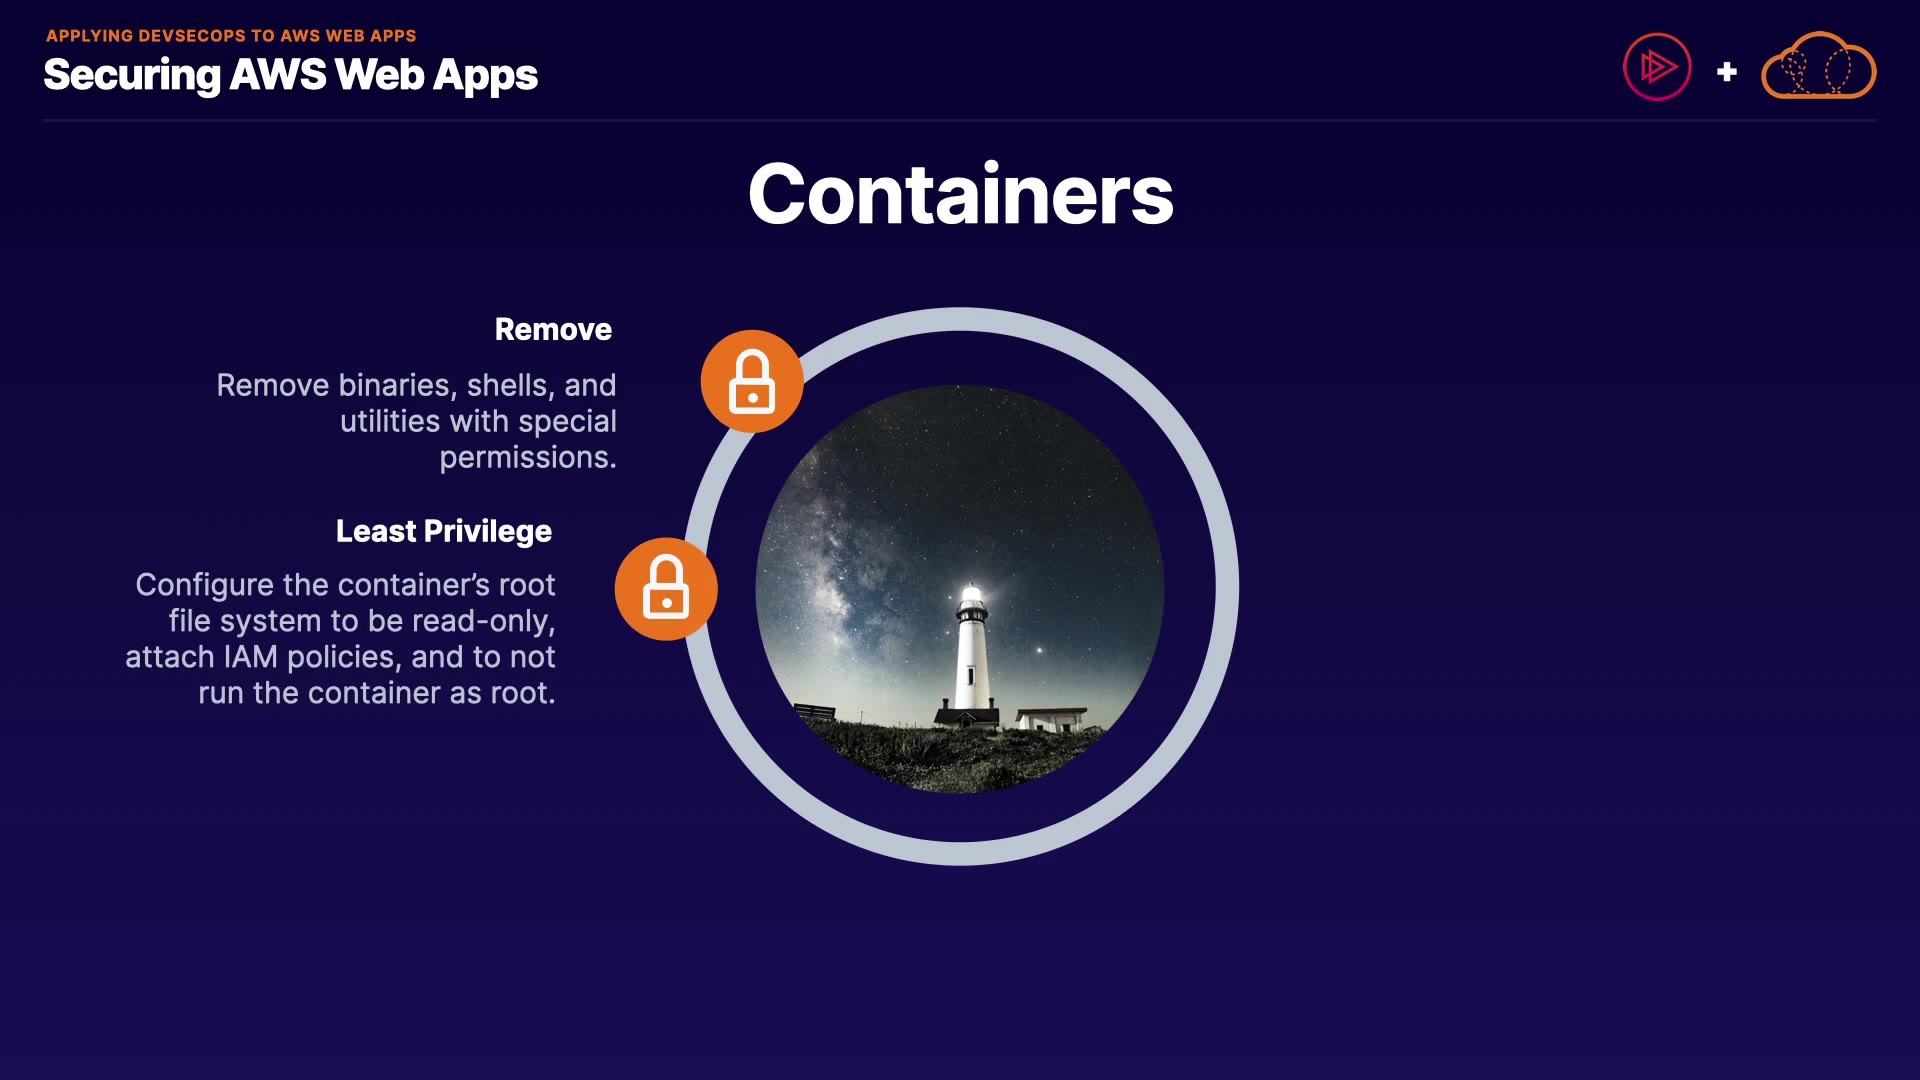 APPLYING DEVSECOPS TO AWS WEB APPS
Securing AWS Web Apps
Containers
Remove
Remove binaries, shells, and
utilities with special
permissions.
Least Privilege
Configure the container’s root
file system to be read-only,
attach IAM policies, and to not
run the container as root.